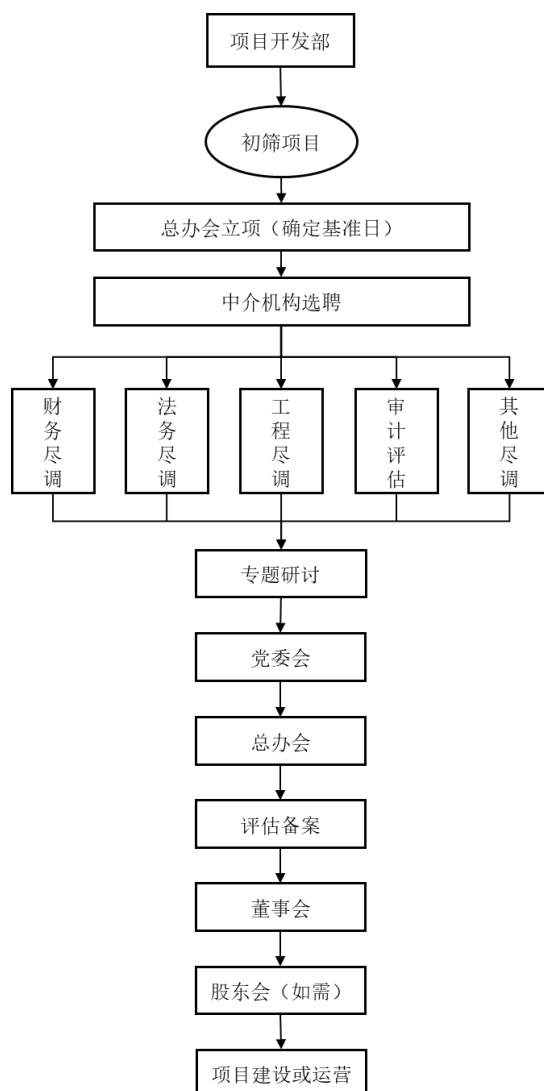 项目开发部
初筛项目
总办会立项（确定基准日）
中介机构选聘
财务尽调
法务尽调
工程尽调
审计评估
其他尽调
专题研讨
党委会
总办会
评估备案
董事会
股东会（如需）
项目建设或运营